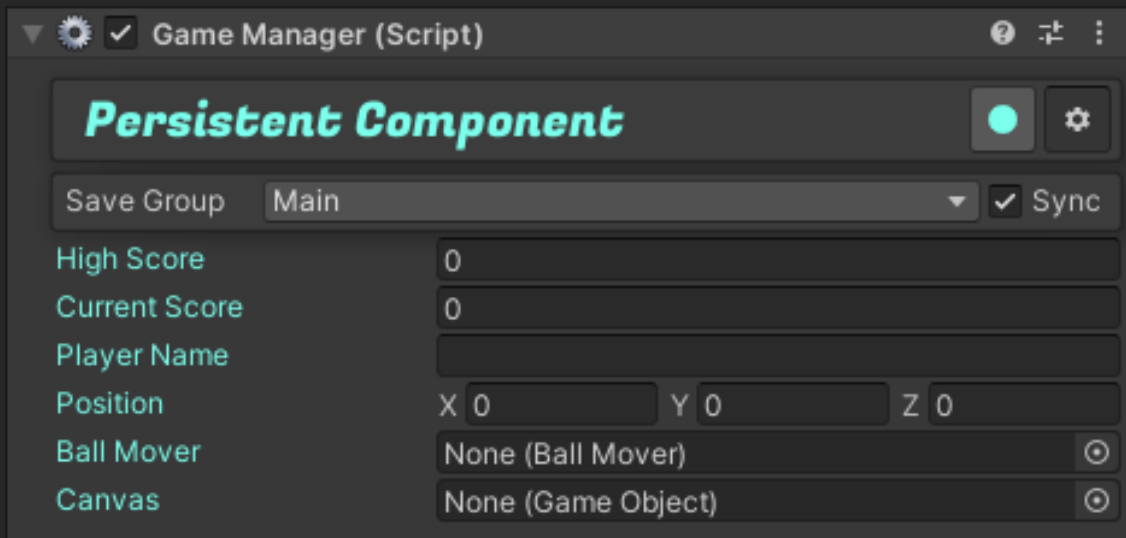 Game Manager (Script)
Persistent Component
Save Group Main Sync
High Score 0
Current Score 0
Player Name
Position X 0 Y 0 Z 0
Ball Mover None (Ball Mover)
Canvas None (Game Object)